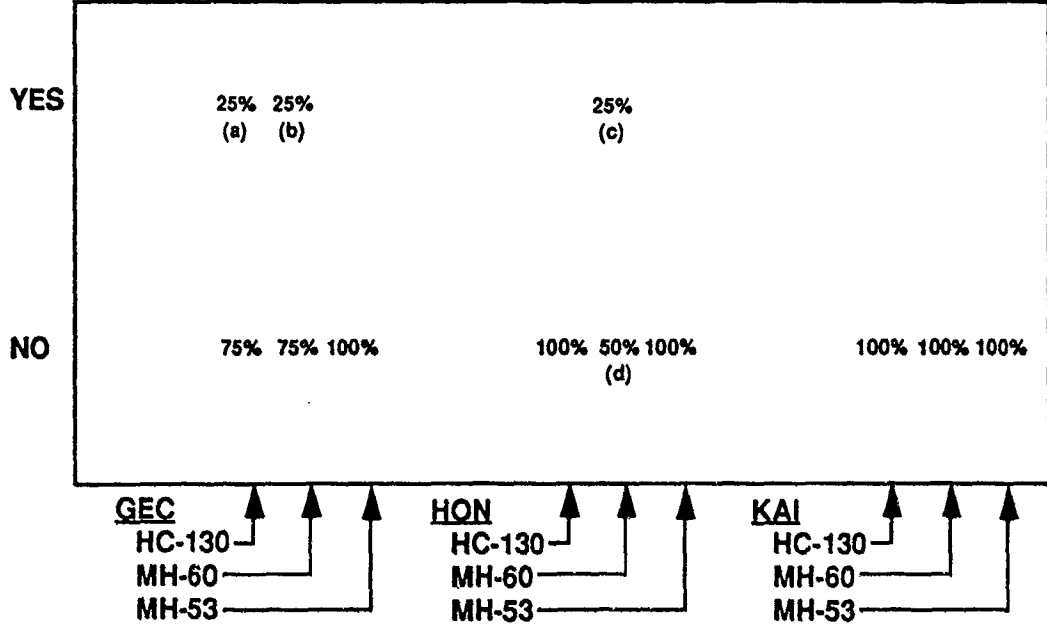 YES 25% 25% 25%
(a) (b) (c)
NO 75% 75% 100% 100% 50% 100% 100% 100% 100%
(d)
GEC HON KAI
HC-130 HC-130 HC-130
MH-60 MH-60 MH-60
MH-53 MH-53 MH-53